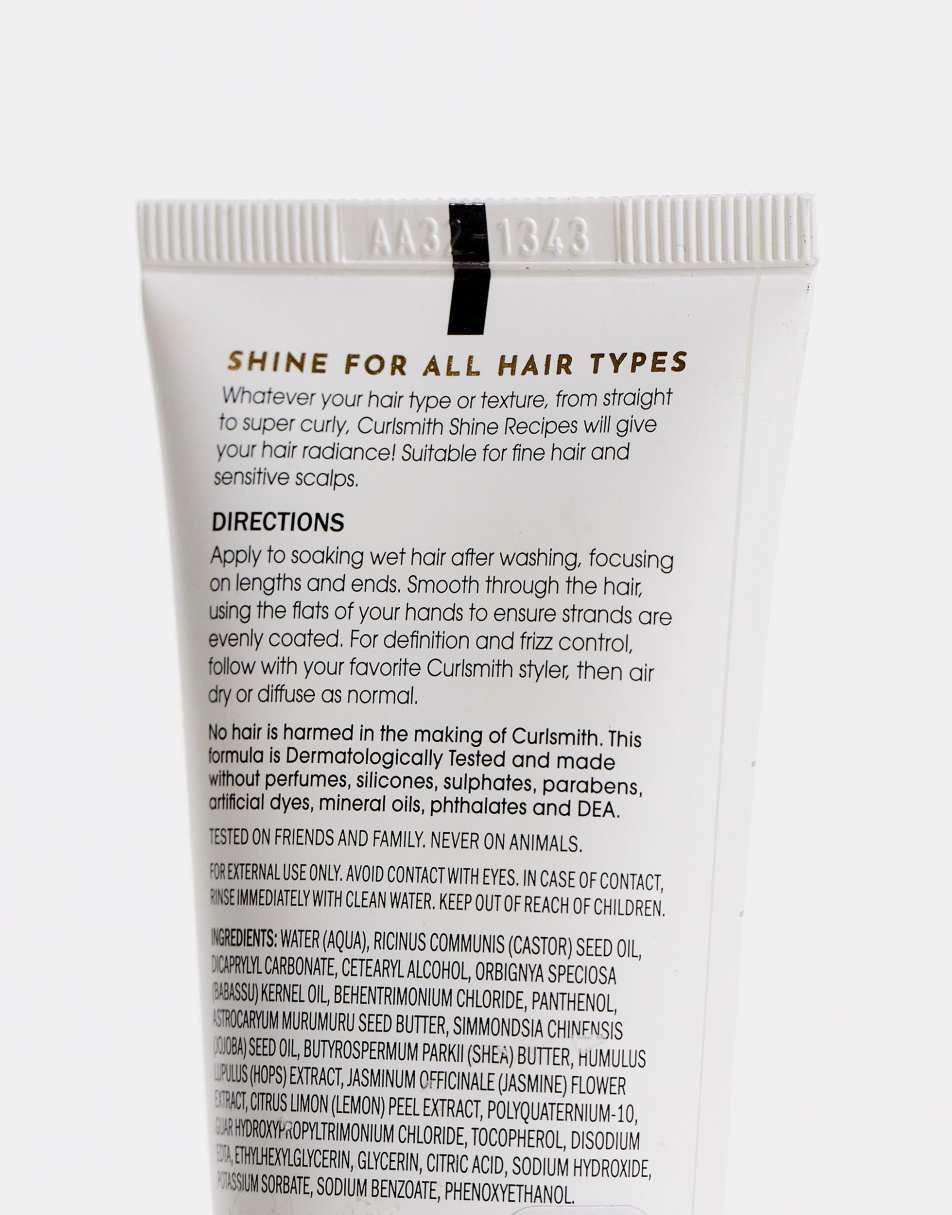 AA32 1343
SHINE FOR ALL HAIR TYPES
Whatever your hair type or texture, from straight
to super curly, Curlsmith Shine Recipes will give
your hair radiance! Suitable for fine hair and
sensitive scalps.
DIRECTIONS
Apply to soaking wet hair after washing, focusing
on lengths and ends. Smooth through the hair,
using the flats of your hands to ensure strands are
evenly coated. For definition and frizz control,
follow with your favorite Curlsmith styler, then air
dry or diffuse as normal.
No hair is harmed in the making of Curlsmith. This
formula is Dermatologically Tested and made
without perfumes, silicones, sulphates, parabens,
artificial dyes, mineral oils, phthalates and DEA.
TESTED ON FRIENDS AND FAMILY. NEVER ON ANIMALS.
FOR EXTERNAL USE ONLY. AVOID CONTACT WITH EYES. IN CASE OF CONTACT,
RINSE IMMEDIATELY WITH CLEAN WATER. KEEP OUT OF REACH OF CHILDREN.
INGREDIENTS: WATER (AQUA), RICINUS COMMUNIS (CASTOR) SEED OIL,
DICAPRYLYL CARBONATE, CETEARYL ALCOHOL, ORBIGNYA SPECIOSA
(BABASSU) KERNEL OIL, BEHENTRIMONIUM CHLORIDE, PANTHENOL,
ASTROCARYUM MURUMURU SEED BUTTER, SIMMONDSIA CHINENSIS
(JOJOBA) SEED OIL, BUTYROSPERMUM PARKII (SHEA) BUTTER, HUMULUS
LUPULUS (HOPS) EXTRACT, JASMINUM OFFICINALE (JASMINE) FLOWER
EXTRACT, CITRUS LIMON (LEMON) PEEL EXTRACT, POLYQUATERNIUM-10,
GUAR HYDROXYPROPYLTRIMONIUM CHLORIDE, TOCOPHEROL, DISODIUM
EDTA, ETHYLHEXYLGLYCERIN, GLYCERIN, CITRIC ACID, SODIUM HYDROXIDE,
POTASSIUM SORBATE, SODIUM BENZOATE, PHENOXYETHANOL.